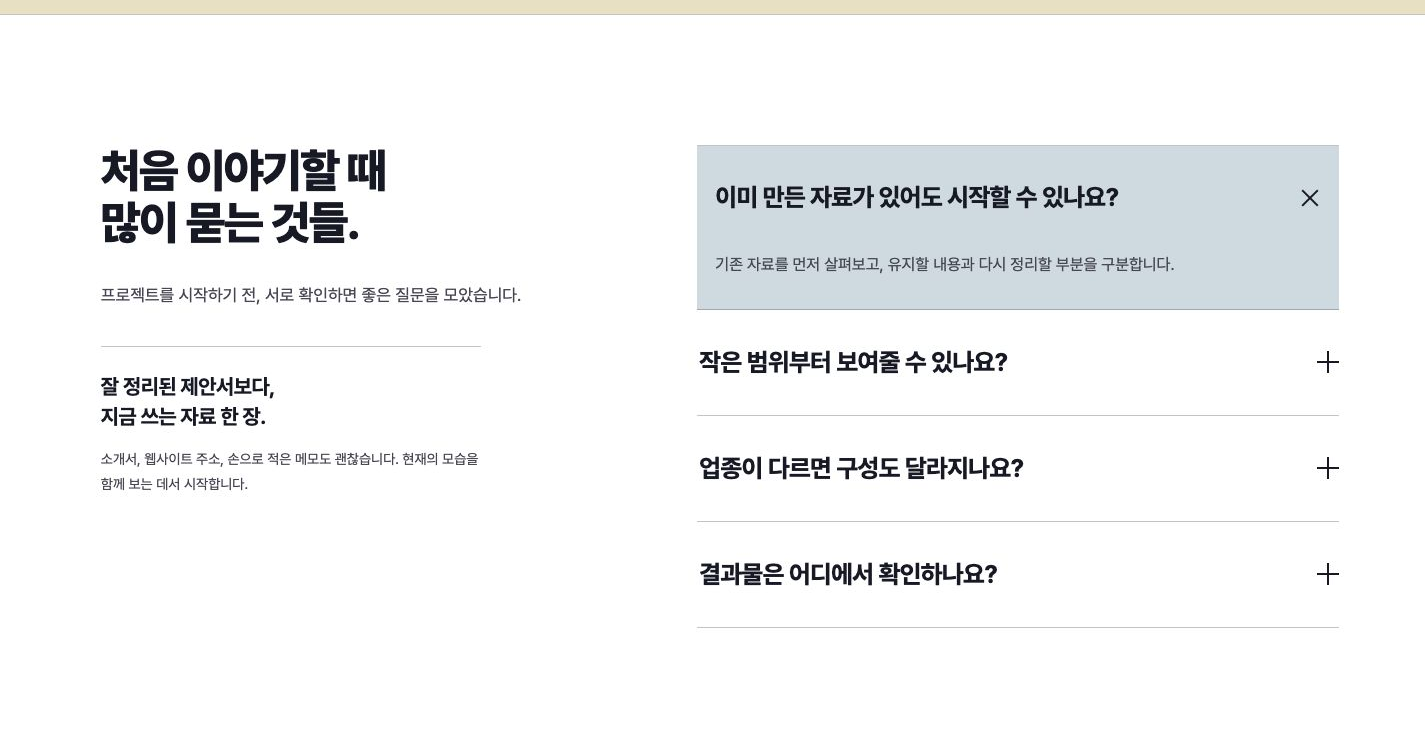 처음 이야기할 때
많이 묻는 것들.
프로젝트를 시작하기 전, 서로 확인하면 좋은 질문을 모았습니다.
잘 정리된 제안서보다,
지금 쓰는 자료 한 장.
소개서, 웹사이트 주소, 손으로 적은 메모도 괜찮습니다. 현재의 모습을
함께 보는 데서 시작합니다.
이미 만든 자료가 있어도 시작할 수 있나요?
기존 자료를 먼저 살펴보고, 유지할 내용과 다시 정리할 부분을 구분합니다.
작은 범위부터 보여줄 수 있나요?
업종이 다르면 구성도 달라지나요?
결과물은 어디에서 확인하나요?